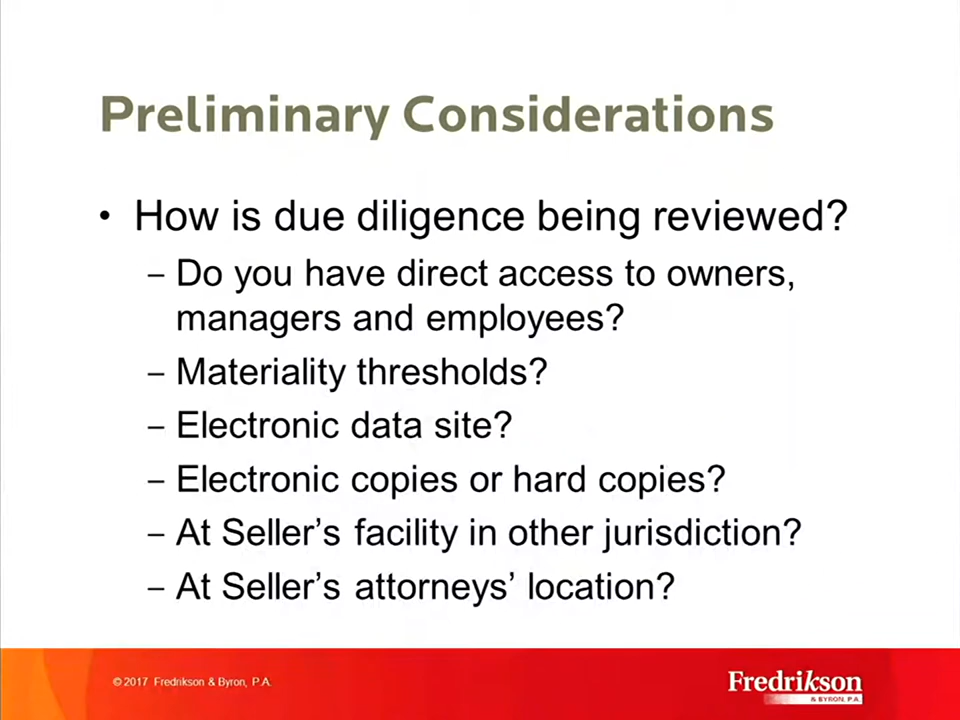 Preliminary Considerations
• How is due diligence being reviewed?
– Do you have direct access to owners,
managers and employees?
– Materiality thresholds?
– Electronic data site?
– Electronic copies or hard copies?
– At Seller’s facility in other jurisdiction?
– At Seller’s attorneys’ location?
© 2017 Fredrikson & Byron, P.A.
Fredrikson
& BYRON, P.A.